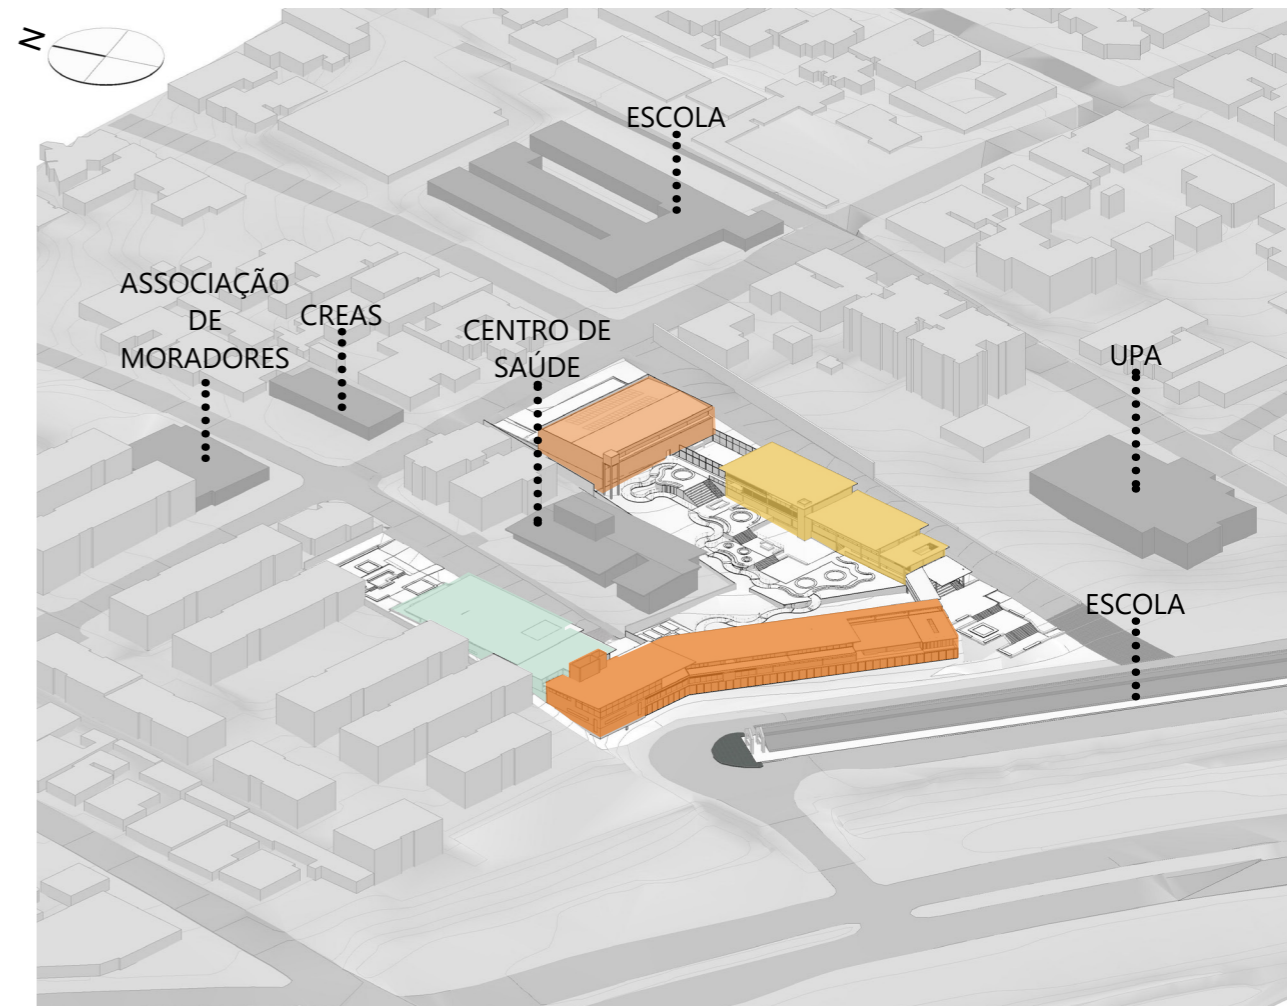 N
ESCOLA
ASSOCIAÇÃO
DE
MORADORES
CREAS
CENTRO DE
SAÚDE
UPA
ESCOLA